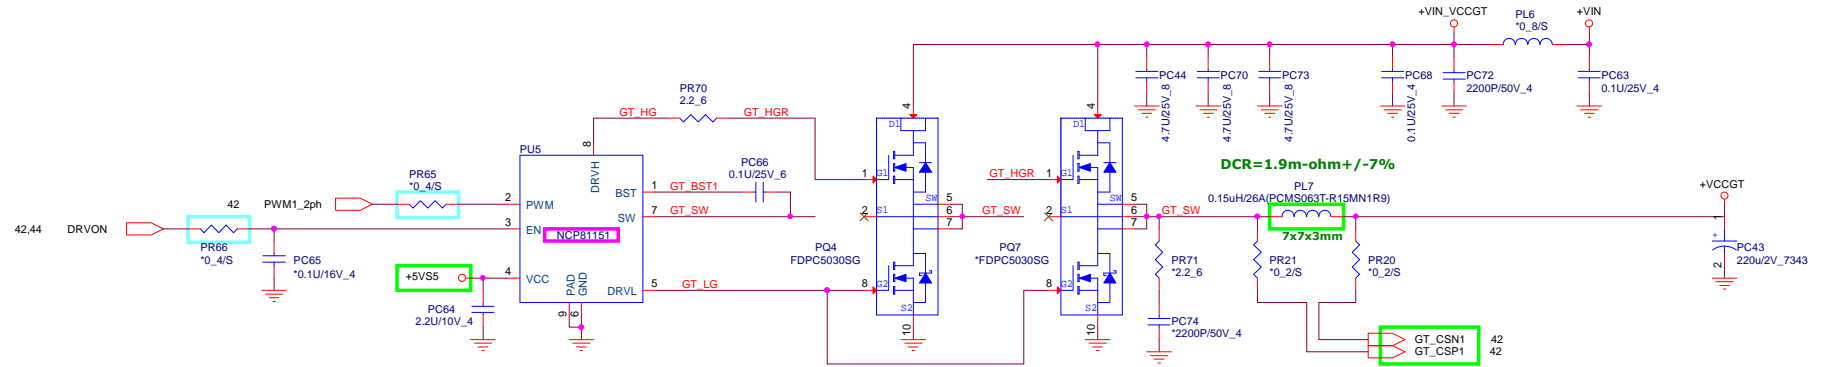 +VIN_VCCGT
PL6
*0_8/S
+VIN
PC44
4.7U/25V_8
PC70
4.7U/25V_8
PC73
4.7U/25V_8
PC68
0.1U/25V_4
PC72
2200P/50V_4
PC63
0.1U/25V_4
PR70
2.2_6
GT_HG
GT_HGR
PU5
8
DRVH
PC66
0.1U/25V_6
PR65
*0_4/S
42
PWM1_2ph
2
PWM
BST
1
GT_BST1
SW
7
GT_SW
42,44
DRVON
PR66
*0_4/S
3
EN
NCP81151
PC65
*0.1U/16V_4
+5VS5
4
VCC
PC64
2.2U/10V_4
PAD
GND
9
6
DRVL
5
GT_LG
4
D1
1
G1
2
S1
SW
5
6
7
GT_SW
PQ4
FDPC5030SG
8
G2
S2
10
4
D1
GT_HGR
1
G1
2
S1
SW
5
6
7
GT_SW
PQ7
*FDPC5030SG
8
G2
S2
10
PR71
*2.2_6
PC74
*2200P/50V_4
DCR=1.9m-ohm+/-7%
PL7
0.15uH/26A(PCMS063T-R15MN1R9)
7x7x3mm
PR21
*0_2/S
PR20
*0_2/S
+VCCGT
1
+
PC43
220u/2V_7343
2
GT_CSN1
42
GT_CSP1
42